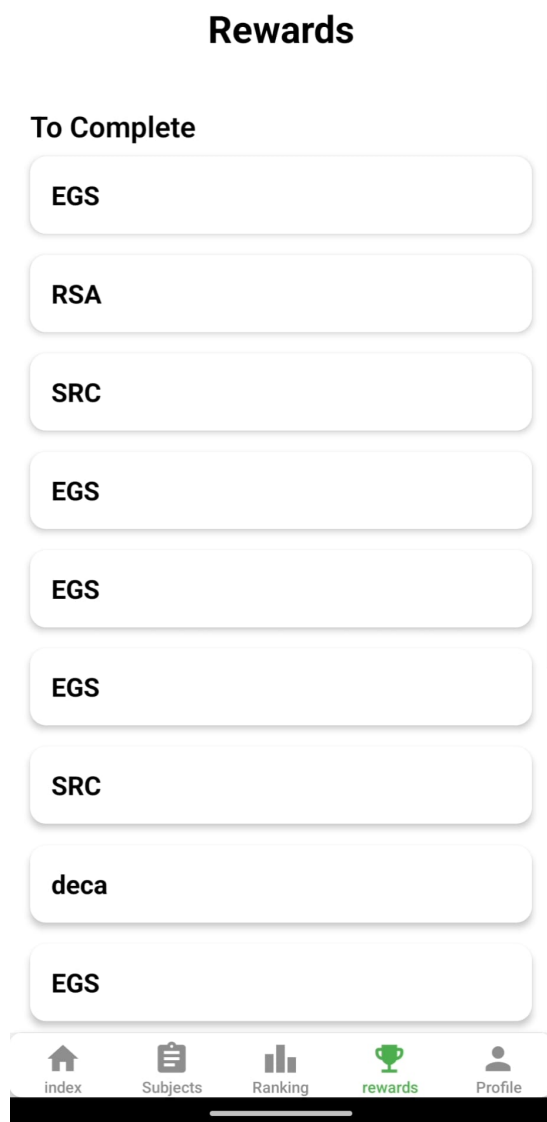 Rewards
To Complete
EGS
RSA
SRC
EGS
EGS
EGS
SRC
deca
EGS
index Subjects Ranking rewards Profile